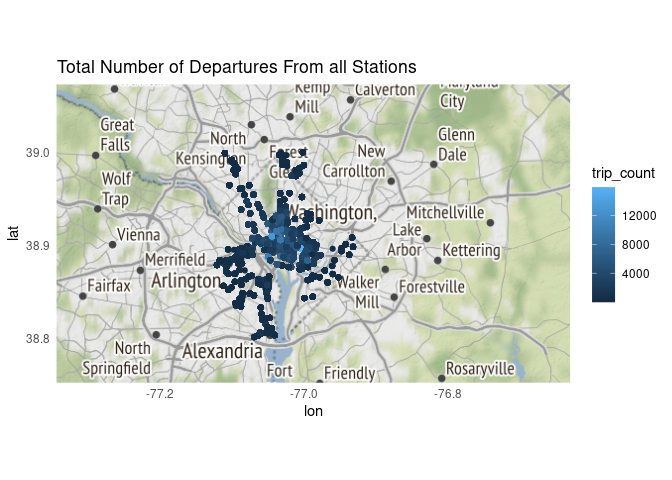 Total Number of Departures From all Stations
Kemp
Mill
Calverton
Maryland
City
Great
Falls
North
Kensington
Forest
Glen
New
Carrollton
Glenn
Dale
Wolf
Trap
Washington,
Mitchellville
Vienna
Lake
Arbor
Kettering
Merrifield
Arlington
Walker
Mill
Forestville
Fairfax
North
Springfield
Alexandria
Fort
Friendly
Rosaryville
39.0
38.9
38.8
lat
-77.2
-77.0
-76.8
lon
trip_count
12000
8000
4000